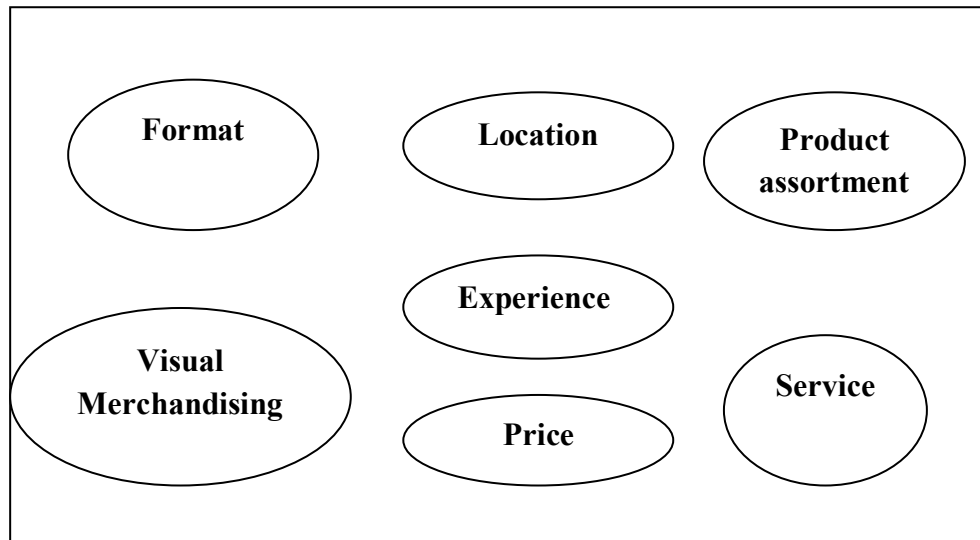 Format
Location
Product
assortment
Experience
Visual
Merchandising
Service
Price